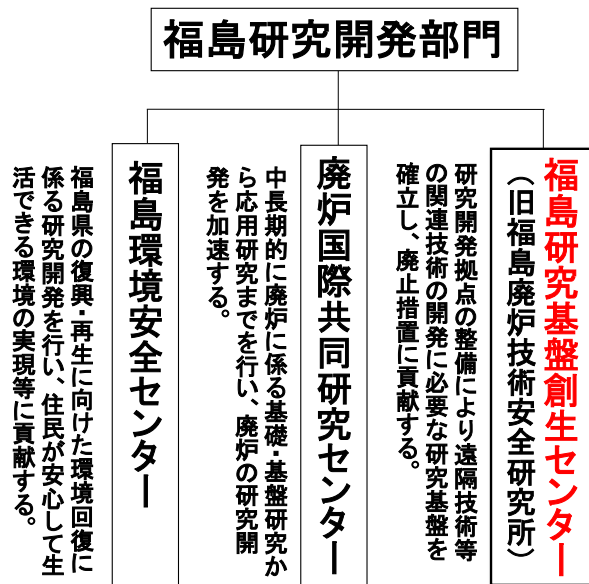 福島研究開発部門
福島研究基盤創生センター
（旧福島廃炉技術安全研究所）
研究開発拠点の整備により遠隔技術等
の関連技術の開発に必要な研究基盤を
確立し、廃止措置に貢献する。
廃炉国際共同研究センター
中長期的に廃炉に係る基礎・基盤研究か
ら応用研究までを行い、廃炉の研究開
発を加速する。
福島環境安全センター
福島県の復興・再生に向けた環境回復に
係る研究開発を行い、住民が安心して生
活できる環境の実現等に貢献する。